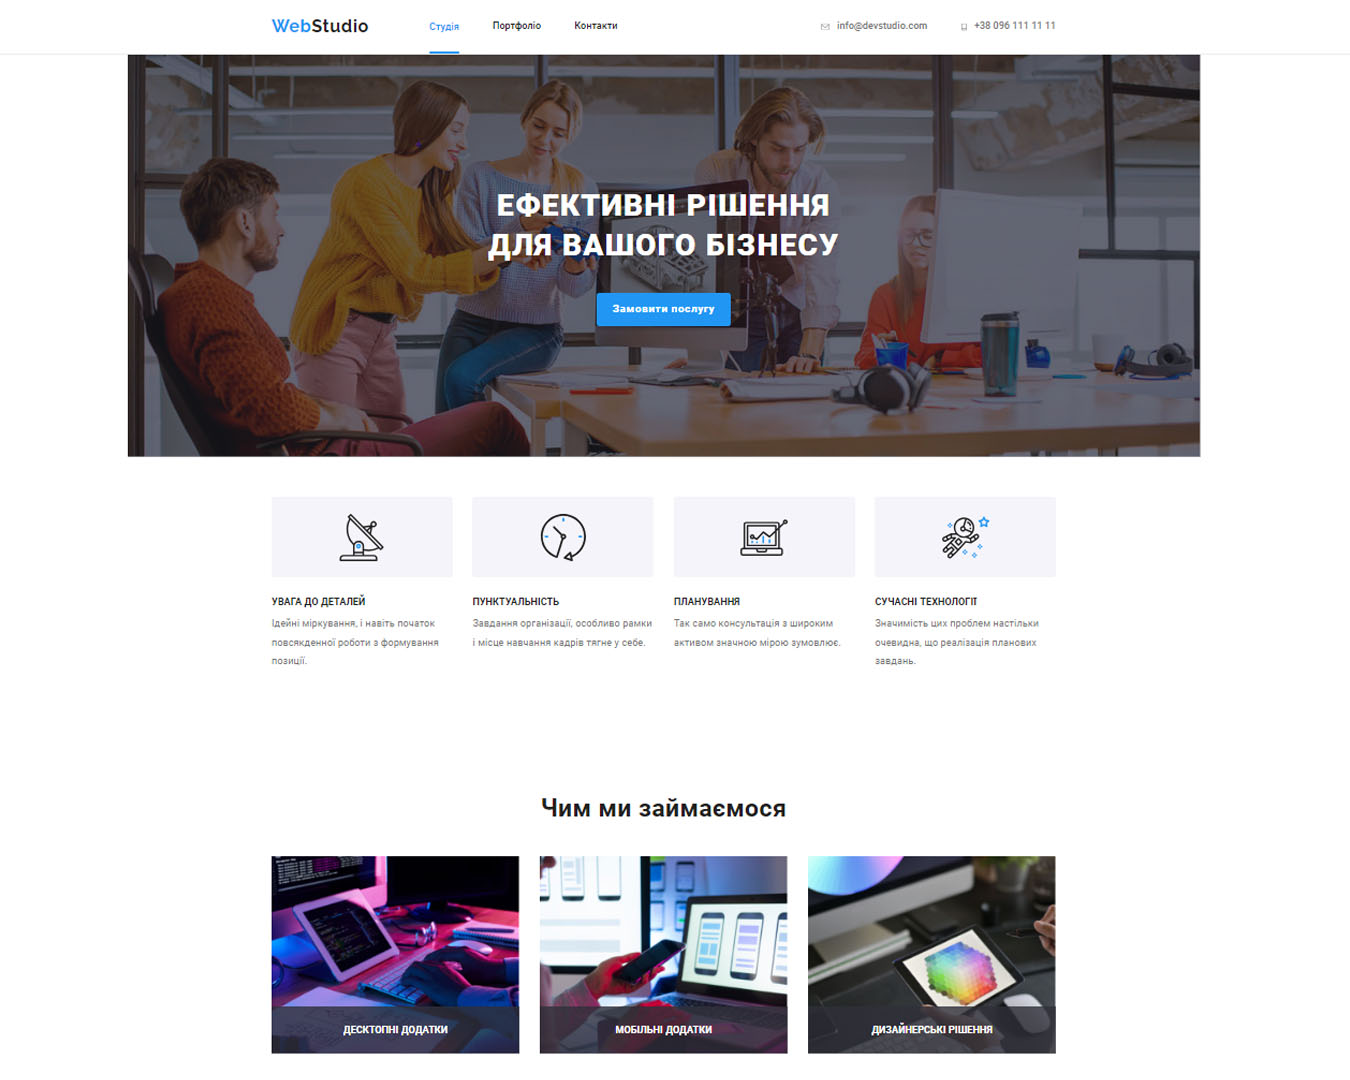 WebStudio
Студія Портфоліо Контакти
info@devstudio.com +38 096 111 11 11
ЕФЕКТИВНІ РІШЕННЯ
ДЛЯ ВАШОГО БІЗНЕСУ
Замовити послугу
УВАГА ДО ДЕТАЛЕЙ
Ідейні міркування, і навіть початок
повсякденної роботи з формування
позиції.
ПУНКТУАЛЬНІСТЬ
Завдання організації, особливо рамки
і місце навчання кадрів тягне у себе.
ПЛАНУВАННЯ
Так само консультація з широким
активом значною мірою зумовлює.
СУЧАСНІ ТЕХНОЛОГІЇ
Значимість цих проблем настільки
очевидна, що реалізація планових
завдань.
Чим ми займаємося
ДЕСКТОПНІ ДОДАТКИ
МОБІЛЬНІ ДОДАТКИ
ДИЗАЙНЕРСЬКІ РІШЕННЯ